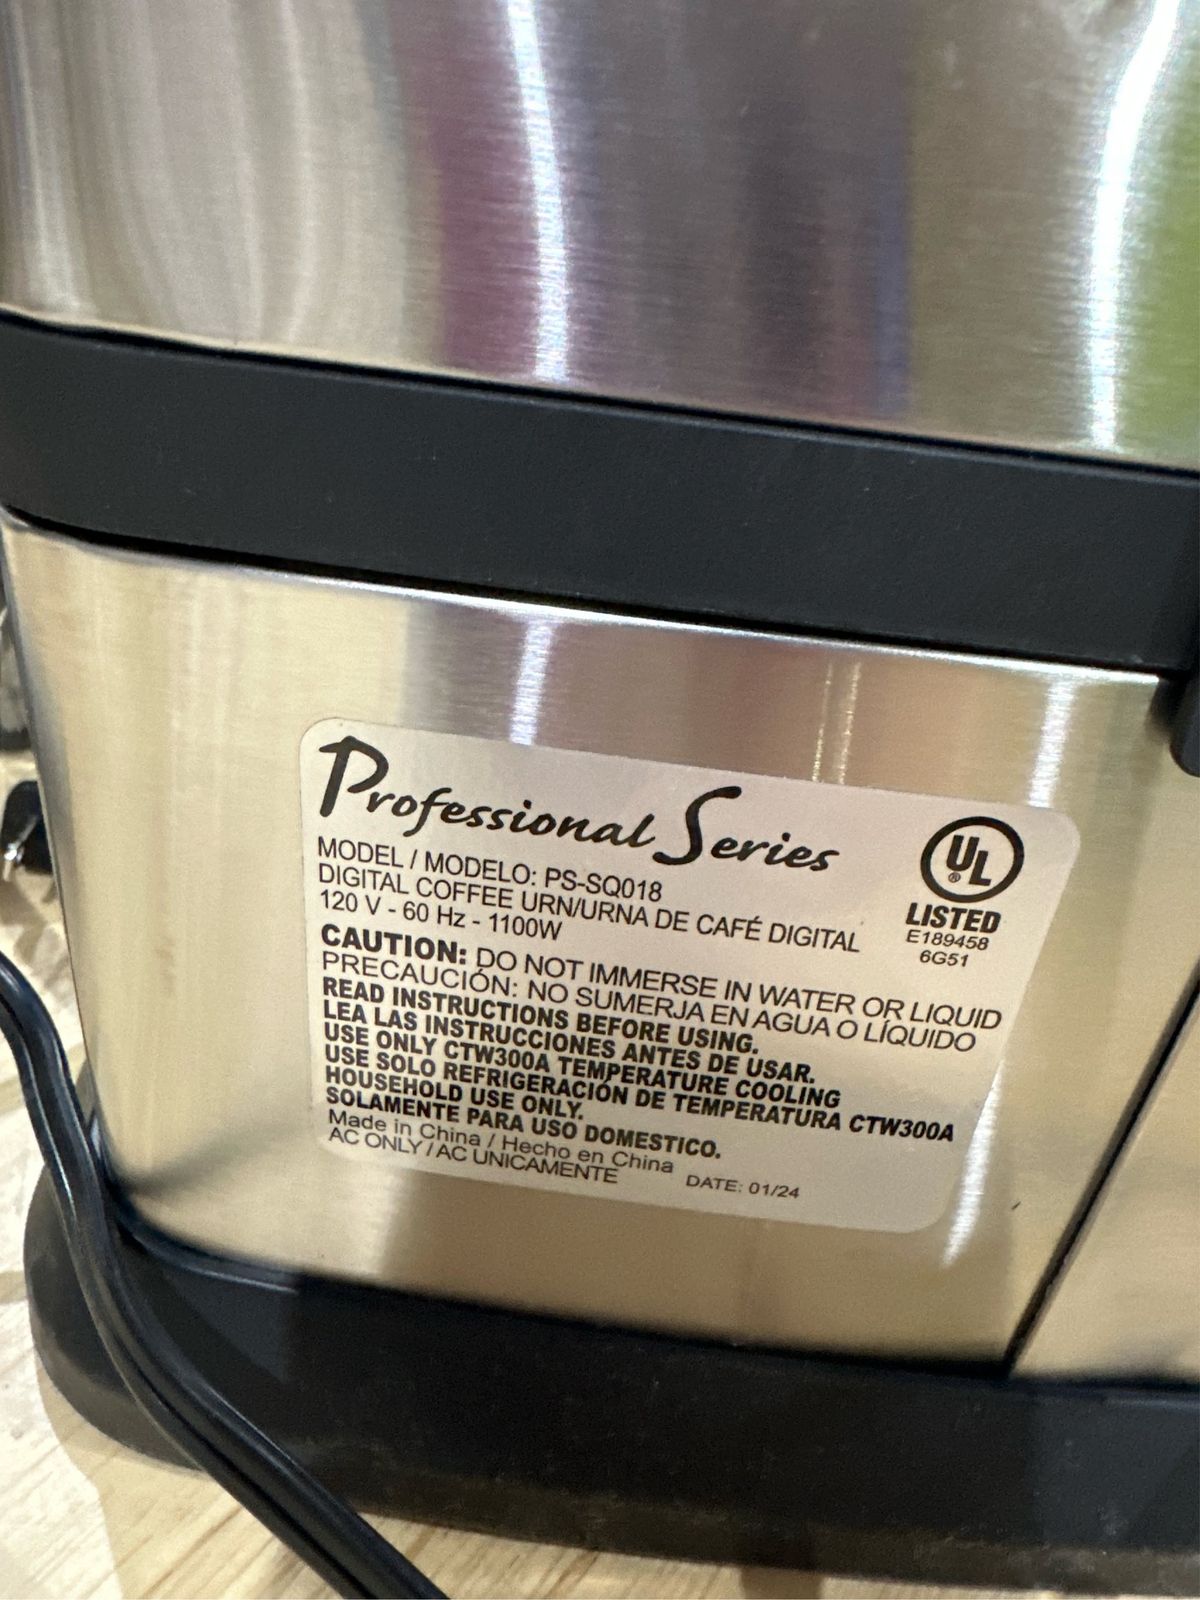 Professional Series
MODEL / MODELO: PS-SQ018
DIGITAL COFFEE URN/URNA DE CAFÉ DIGITAL
120 V - 60 Hz - 1100W
UL
®
LISTED
E189458
6G51
CAUTION: DO NOT IMMERSE IN WATER OR LIQUID
PRECAUCIÓN: NO SUMERJA EN AGUA O LÍQUIDO
READ INSTRUCTIONS BEFORE USING.
LEA LAS INSTRUCCIONES ANTES DE USAR.
USE ONLY CTW300A TEMPERATURE COOLING
USE SOLO REFRIGERACIÓN DE TEMPERATURA CTW300A
HOUSEHOLD USE ONLY.
SOLAMENTE PARA USO DOMESTICO.
Made in China / Hecho en China
AC ONLY / AC UNICAMENTE
DATE: 01/24